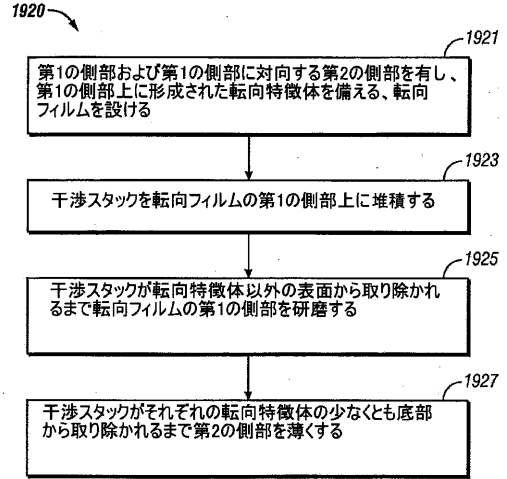 1920
1921
第1の側部および第1の側部に対向する第2の側部を有し、
第1の側部上に形成された転向特徴体を備える、転向
フィルムを設ける
1923
干渉スタックを転向フィルムの第1の側部上に堆積する
1925
干渉スタックが転向特徴体以外の表面から取り除かれ
るまで転向フィルムの第1の側部を研磨する
1927
干渉スタックがそれぞれの転向特徴体の少なくとも底部
から取り除かれるまで第2の側部を薄くする